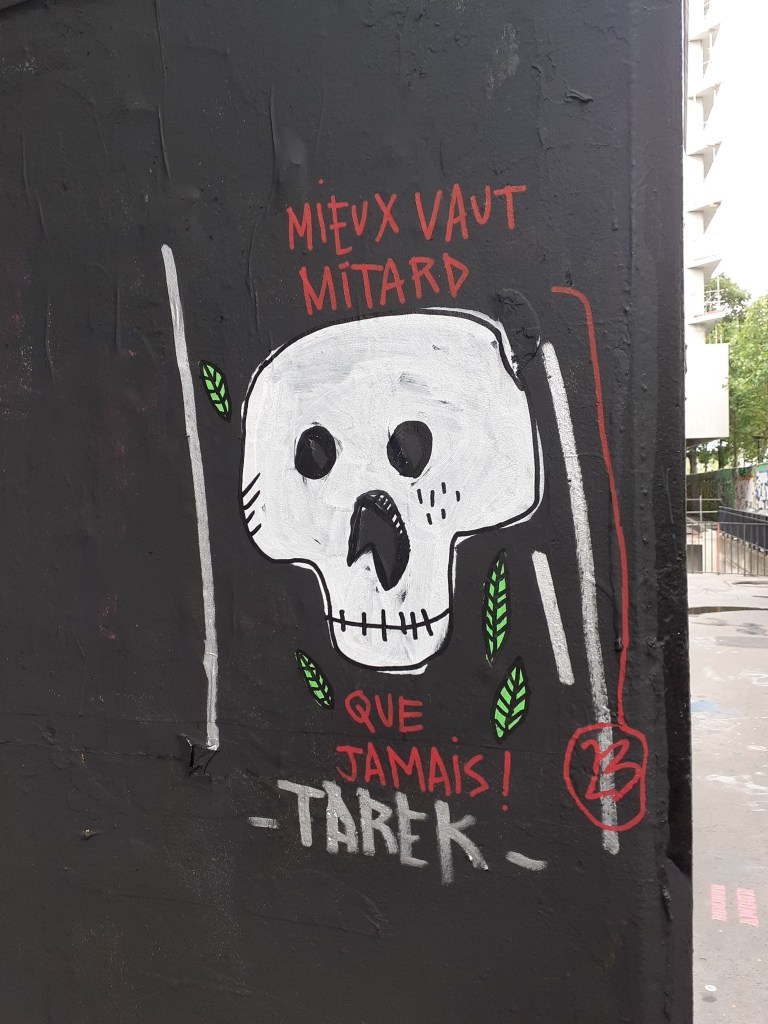 MIEUX VAUT
MITARD
QUE
JAMAIS!
-TAREK-